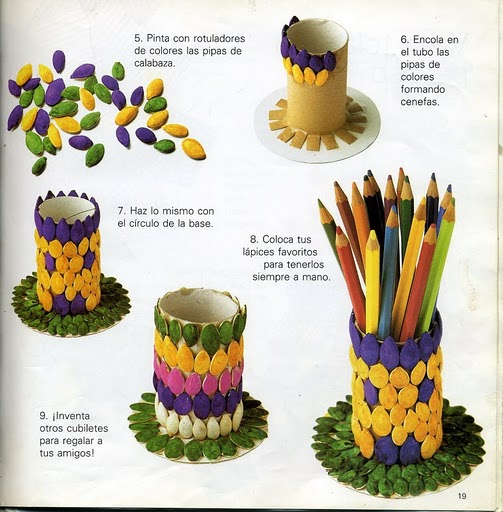 5. Pinta con rotuladores
de colores las pipas de
calabaza.
6. Encola en
el tubo las
pipas de
colores
formando
cenefas.
7. Haz lo mismo con
el círculo de la base.
8. Coloca tus
lápices favoritos
para tenerlos
siempre a mano.
9. ¡Inventa
otros cubiletes
para regalar a
tus amigos!
19